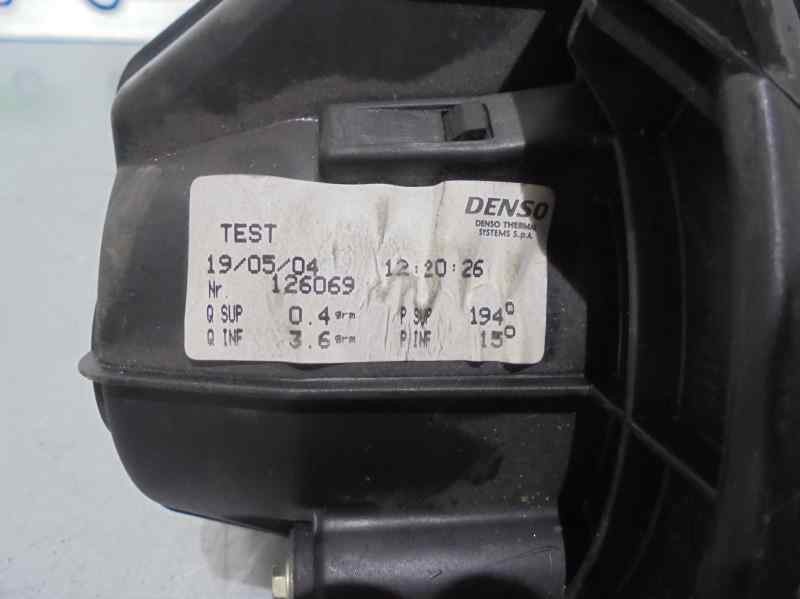 DENSO
DENSO THERMAL
SYSTEMS S.p.A.
TEST
19/05/04 12:20:26
Nr. 126069
Q SUP 0.4 grm P SUP 194°
Q INF 3.6 grm P INF 15°